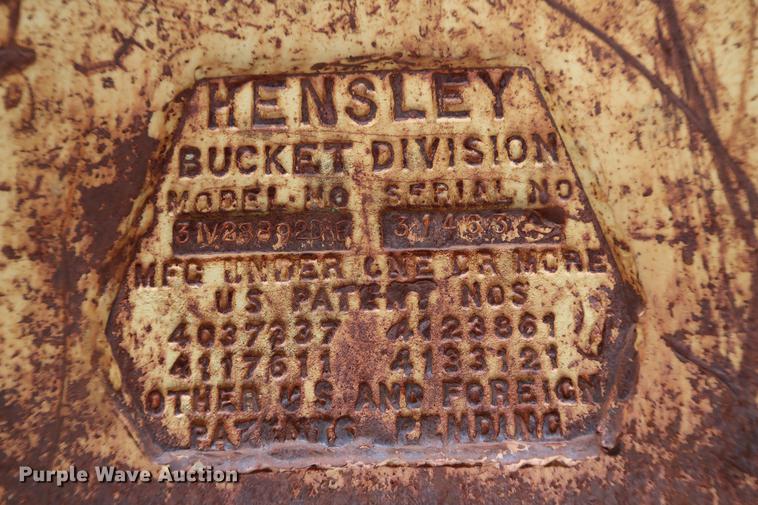 HENSLEY
BUCKET DIVISION
MODEL NO SERIAL NO
MFG UNDER ONE OR MORE
US PATENT NOS
4037337 4123861
4117611 4133121
OTHER US AND FOREIGN
PATENTS PENDING
Purple Wave Auction